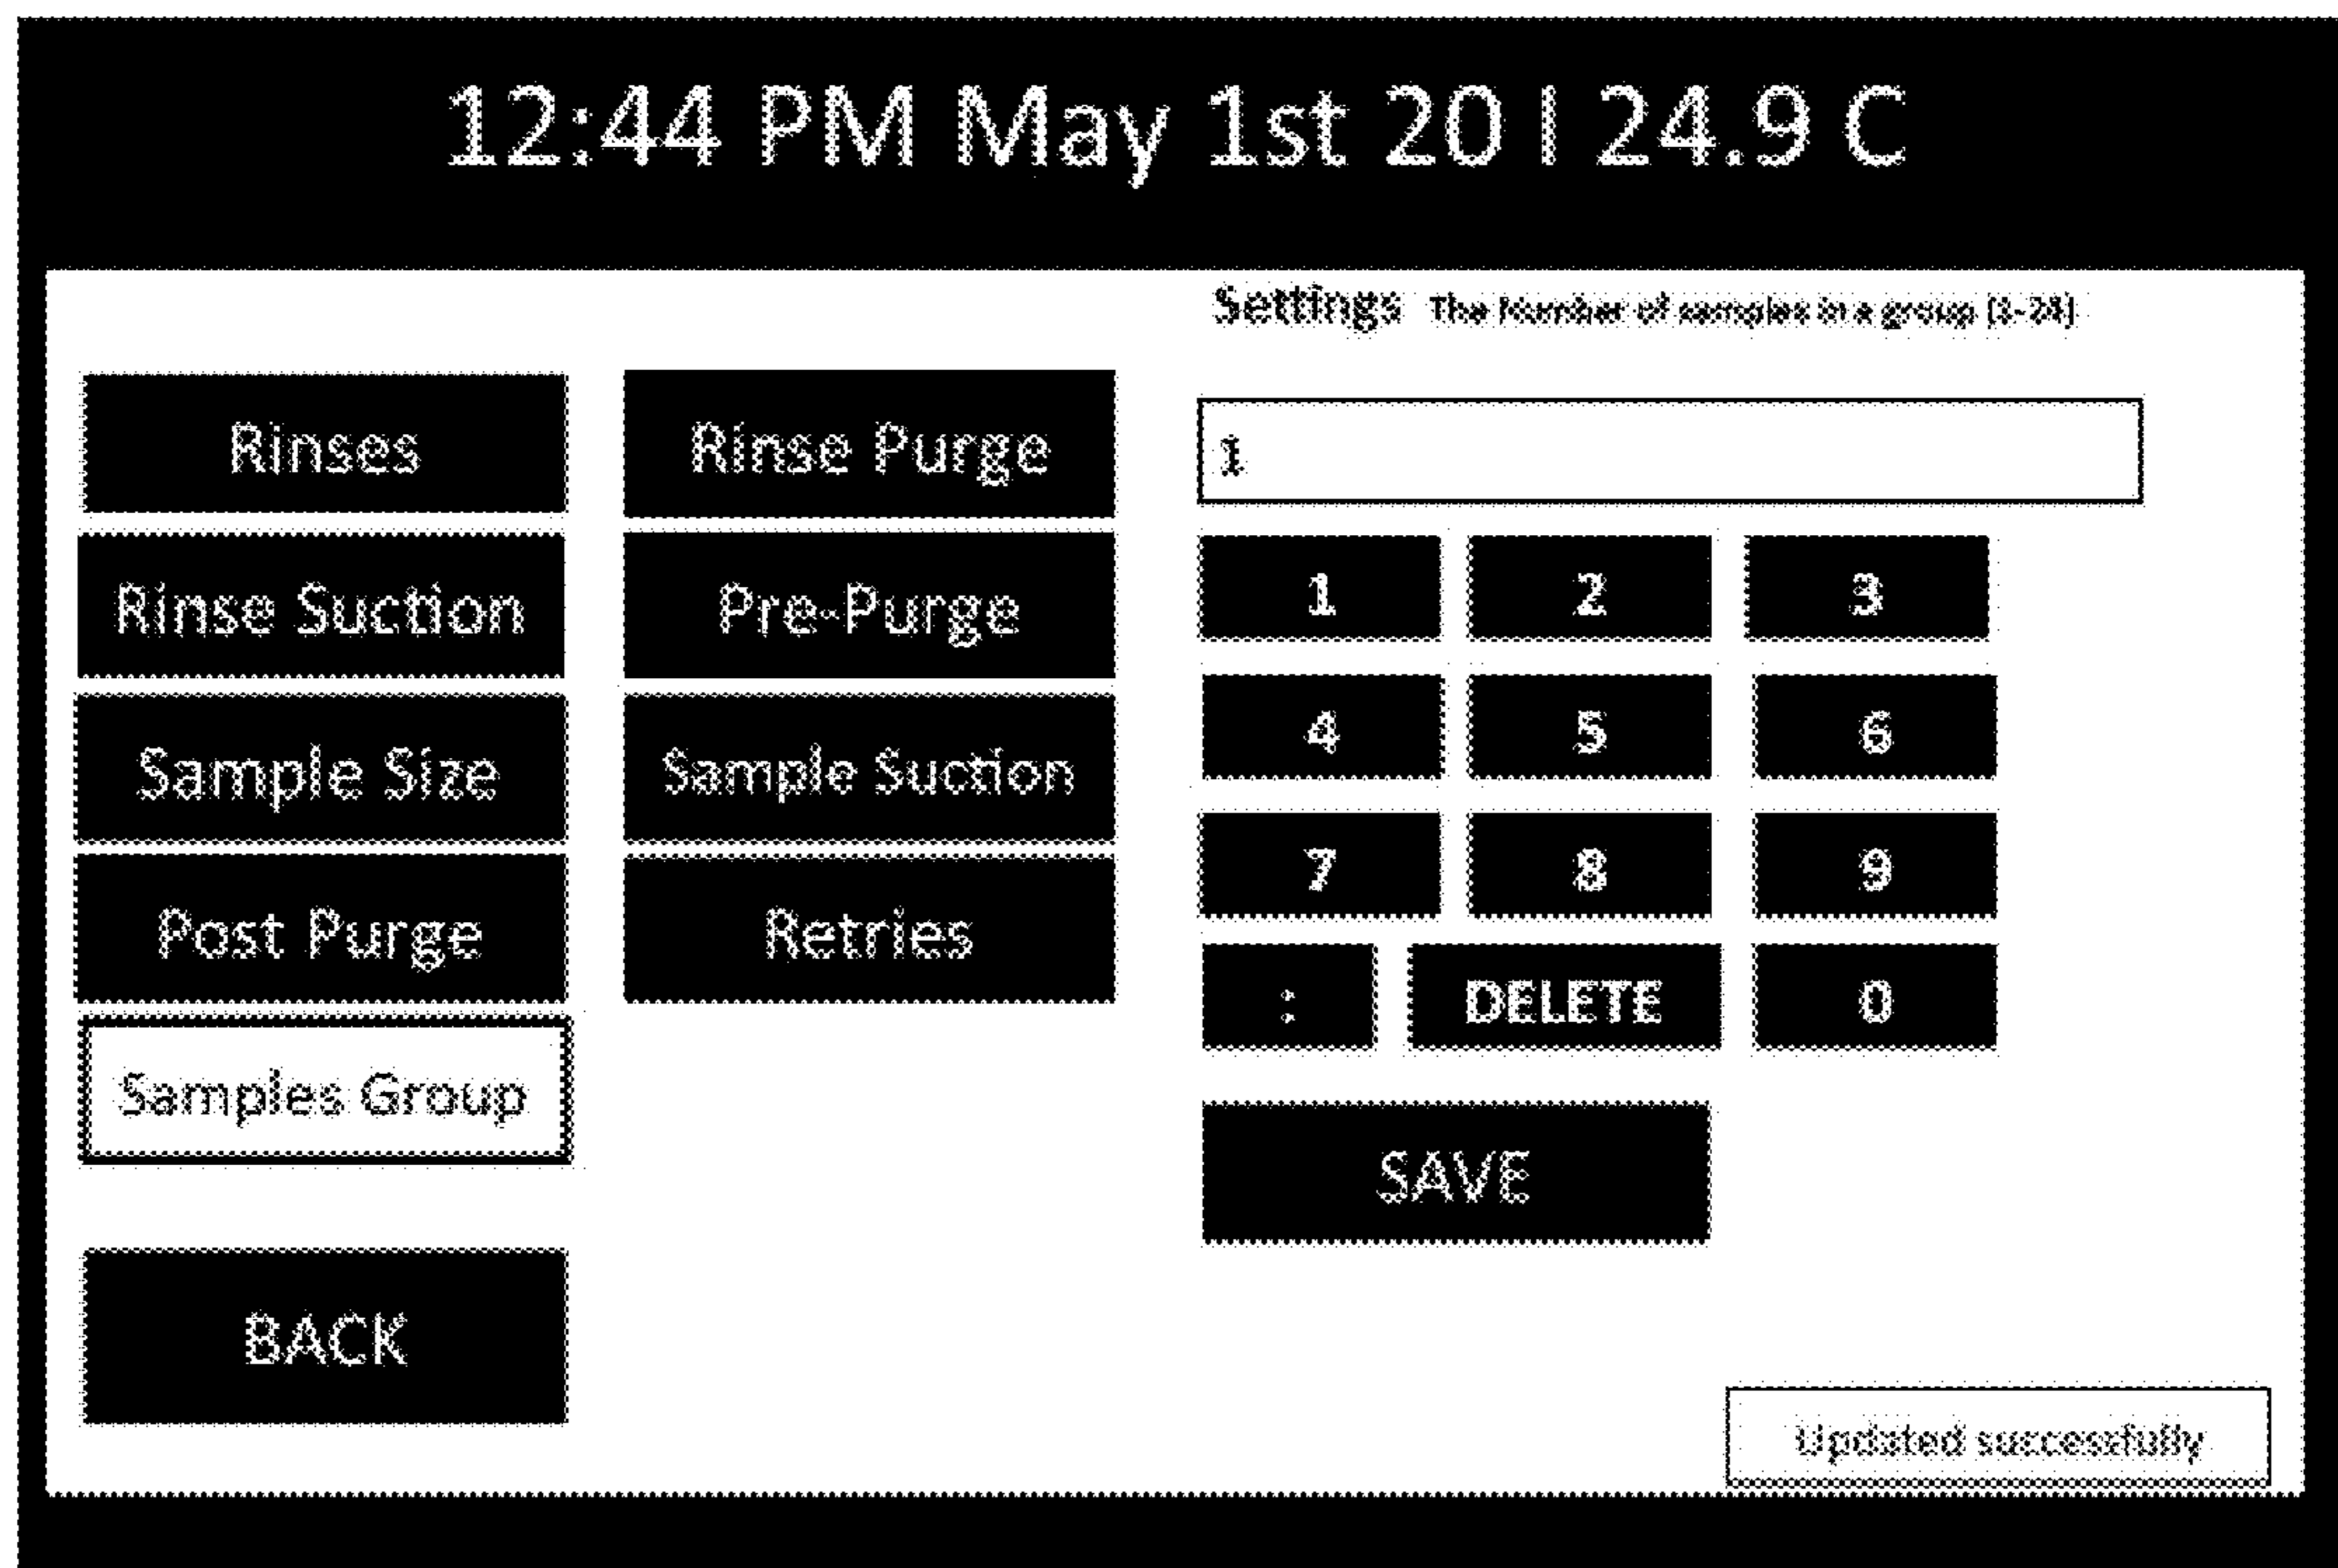 12:44 PM May 1st 20 | 24.9 C
Settings The Number of samples in a group (1-24)
1
Rinses Rinse Purge
Rinse Suction Pre-Purge
Sample Size Sample Suction
Post Purge Retries
Samples Group
BACK
1 2 3
4 5 6
7 8 9
: DELETE 0
SAVE
Updated successfully